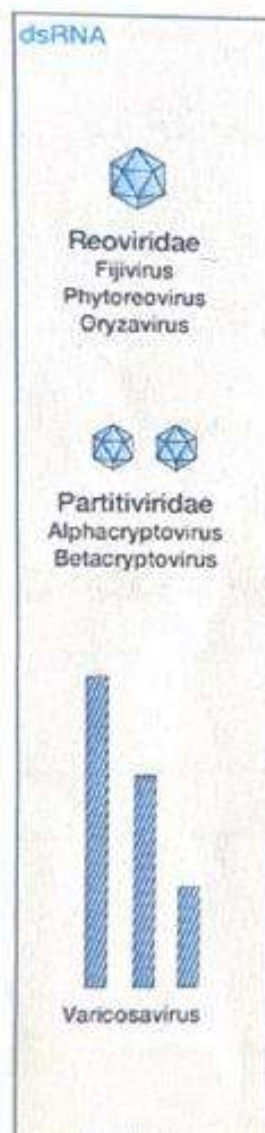 dsRNA
Reoviridae
Fijivirus
Phytoreovirus
Oryzavirus
Partitiviridae
Alphacryptovirus
Betacryptovirus
Varicosavirus